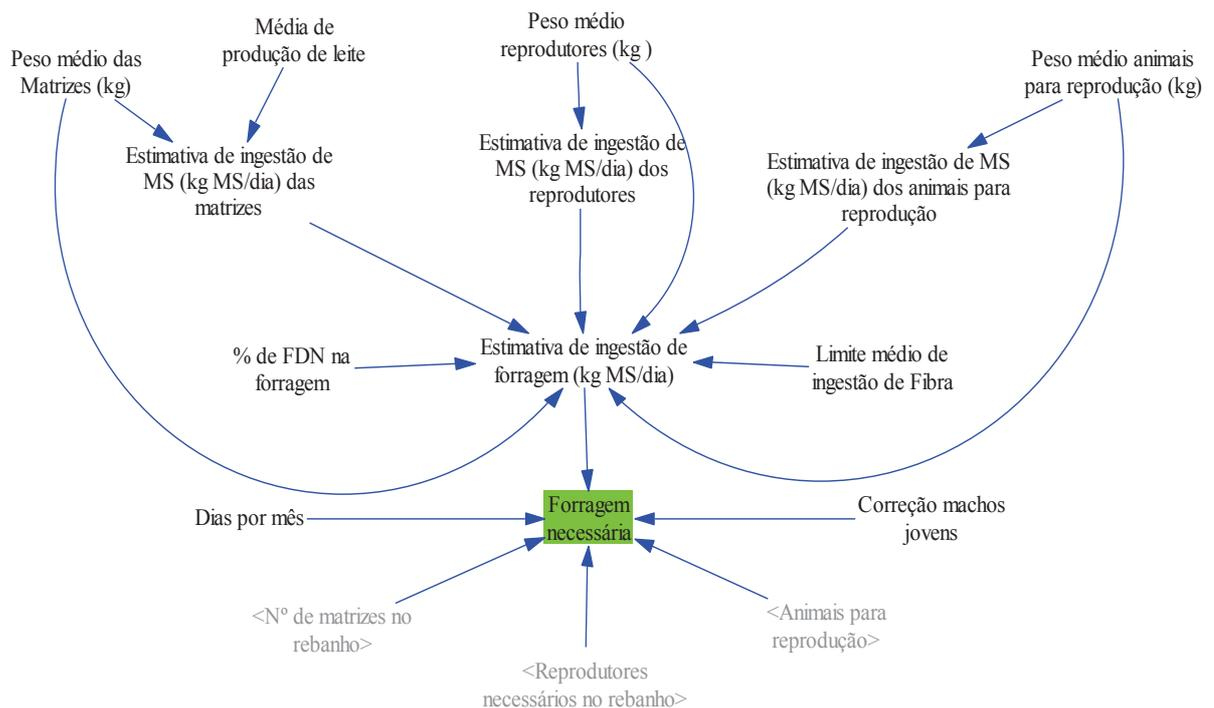 Média de
produção de leite
Peso médio
reprodutores (kg )
Peso médio das
Matrizes (kg)
Peso médio animais
para reprodução (kg)
Estimativa de ingestão de
MS (kg MS/dia) das
matrizes
Estimativa de ingestão de
MS (kg MS/dia) dos
reprodutores
Estimativa de ingestão de MS
(kg MS/dia) dos animais para
reprodução
% de FDN na
forragem
Estimativa de ingestão de
forragem (kg MS/dia)
Limite médio de
ingestão de Fibra
Dias por mês
Forragem
necessária
Correção machos
jovens
<Nº de matrizes no
rebanho>
<Reprodutores
necessários no rebanho>
<Animais para
reprodução>